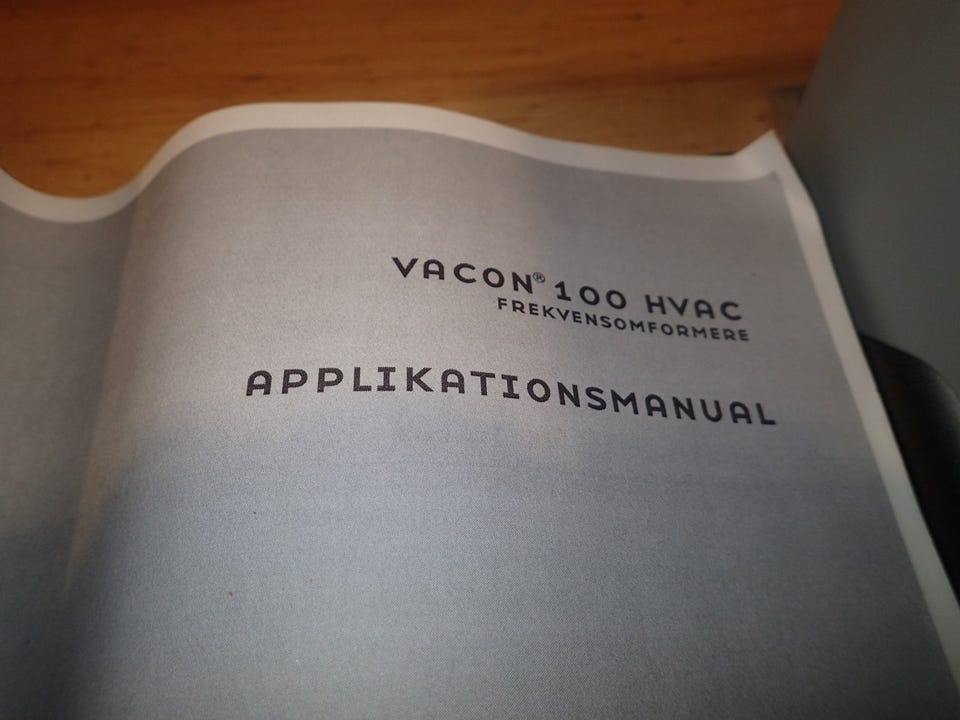 VACON® 100 HVAC
FREKVENSOMFORMERE
APPLIKATIONSMANUAL